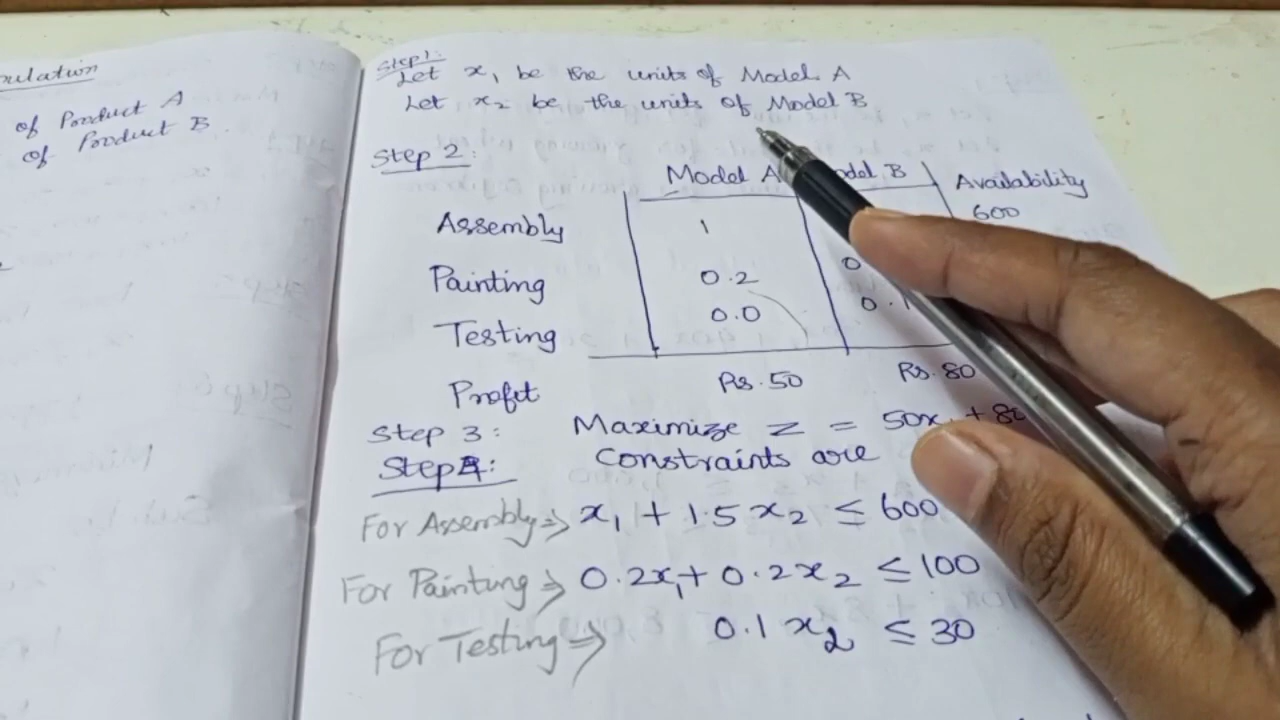 of Product A
of Product B
Step 1:
Let x₁ be the units of Model A
Let x₂ be the units of Model B
Step 2:
Model A B Availability
Assembly 1 600
Painting 0.2
Testing 0.0 0.1
Profit Rs. 50 Rs. 80
Step 3: Maximize Z = 50x₁ + 80
Step 4: Constraints are
For Assembly ⇒ x₁ + 1.5 x₂ ≤ 600
For Painting ⇒ 0.2x₁ + 0.2x₂ ≤ 100
For Testing ⇒ 0.1 x₂ ≤ 30